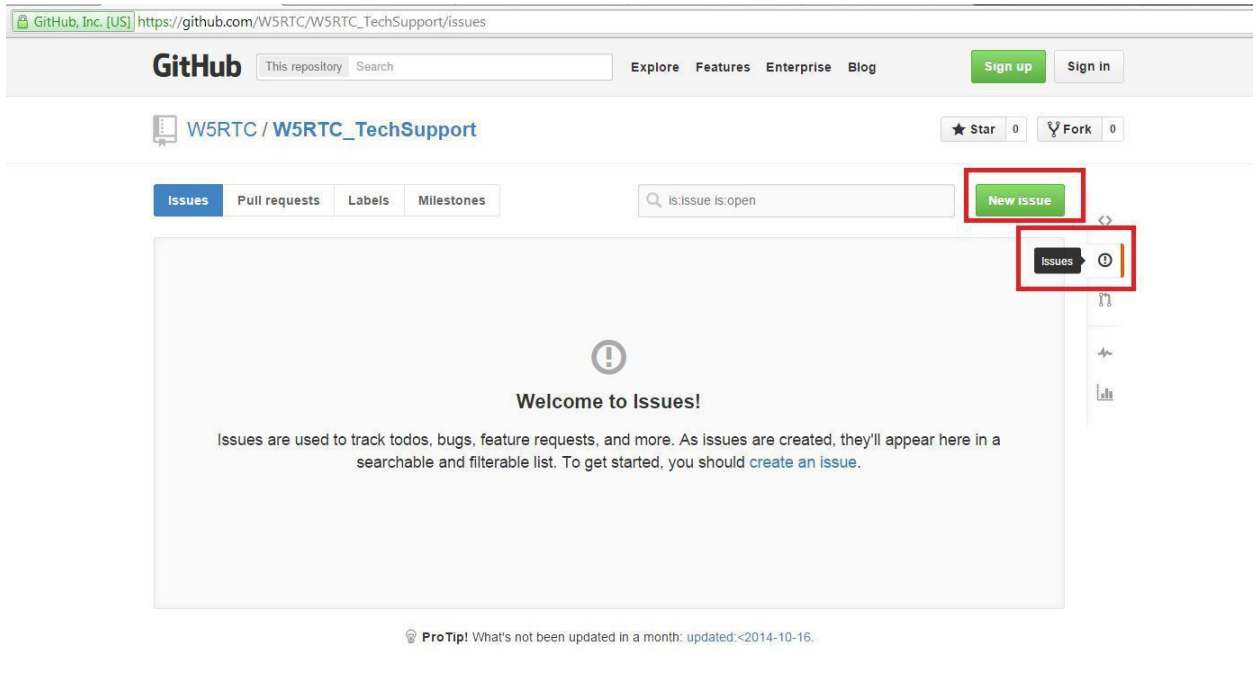 GitHub, Inc. [US] https://github.com/W5RTC/W5RTC_TechSupport/issues
GitHub This repository Search Explore Features Enterprise Blog Sign up Sign in
W5RTC / W5RTC_TechSupport Star 0 Fork 0
Issues Pull requests Labels Milestones is:issue is:open New issue
Issues
Welcome to Issues!
Issues are used to track todos, bugs, feature requests, and more. As issues are created, they'll appear here in a
searchable and filterable list. To get started, you should create an issue.
ProTip! What's not been updated in a month: updated:<2014-10-16.